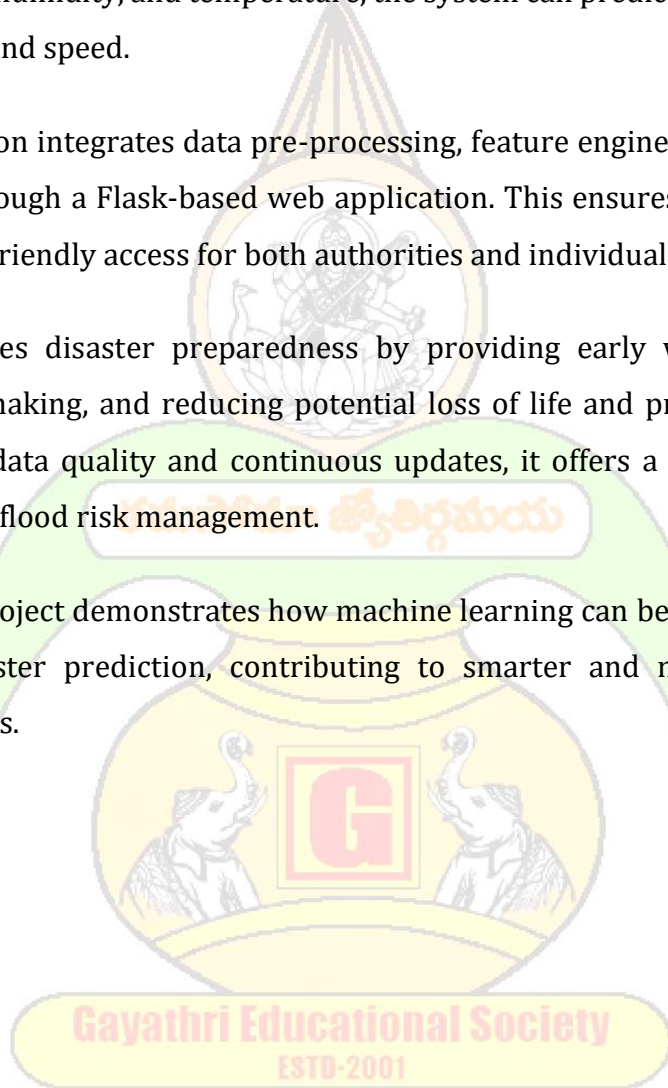 and temperature, the system can predic
nd speed.
on integrates data pre-processing, feature engine
ough a Flask-based web application. This ensures
riendly access for both authorities and individual
es disaster preparedness by providing early w
naking, and reducing potential loss of life and pr
data quality and continuous updates, it offers a
flood risk management.
తమసోమా జ్యోతిర్గమయ
oject demonstrates how machine learning can be
ster prediction, contributing to smarter and n
s.
G
Gayathri Educational Society
ESTD-2001